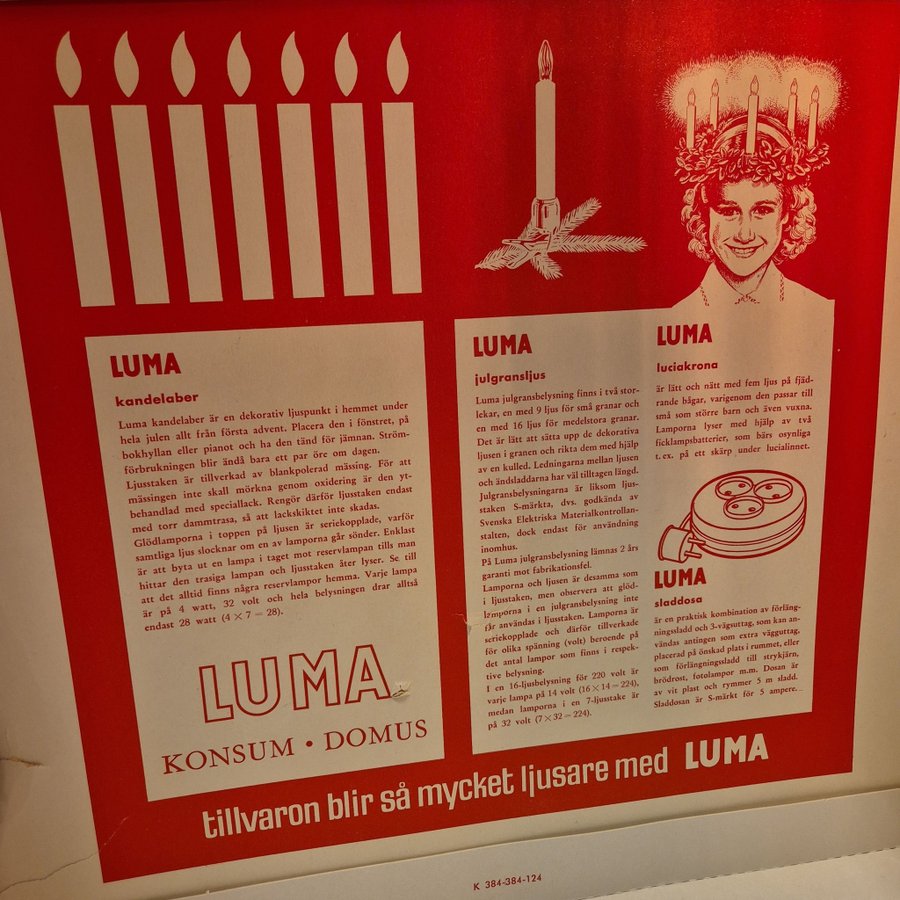 LUMA
kandelaber
Luma kandelaber är en dekorativ ljuspunkt i hemmet under
hela julen allt från första advent. Placera den i fönstret, på
bokhyllan eller pianot och ha den tänd för jämnan. Ström-
förbrukningen blir ändå bara ett par öre om dagen.
Ljusstaken är tillverkad av blankpolerad mässing. För att
mässingen inte skall mörkna genom oxidering är den yt-
behandlad med speciallack. Rengör därför ljusstaken endast
med torr dammtrasa, så att lackskiktet inte skadas.
Glödlamporna i toppen på ljusen är seriekopplade, varför
samtliga ljus slocknar om en av lamporna går sönder. Enklast
är att byta ut en lampa i taget mot reservlampan tills man
hittar den trasiga lampan och ljusstaken åter lyser. Se till
att det alltid finns några reservlampor hemma. Varje lampa
är på 4 watt, 32 volt och hela belysningen drar alltså
endast 28 watt (4 × 7 = 28).
LUMA
KONSUM • DOMUS
LUMA
julgransljus
Luma julgransbelysning finns i två stor-
lekar, en med 9 ljus för små granar och
en med 16 ljus för medelstora granar.
Det är lätt att sätta upp de dekorativa
ljusen i granen och rikta dem med hjälp
av en kulled. Ledningarna mellan ljusen
och ändsladdarna har väl tilltagen längd.
Julgransbelysningarna är liksom ljus-
staken S-märkta, dvs. godkända av
Svenska Elektriska Materialkontrollan-
stalten, dock endast för användning
inomhus.
På Luma julgransbelysning lämnas 2 års
garanti mot fabrikationsfel.
Lamporna och ljusen är desamma som
i ljusstaken, men observera att glöd-
lamporna i en julgransbelysning inte
får användas i ljusstaken. Lamporna är
seriekopplade och därför tillverkade
för olika spänning (volt) beroende på
det antal lampor som finns i respek-
tive belysning.
I en 16-ljusbelysning för 220 volt är
varje lampa på 14 volt (16 × 14 = 224),
medan lamporna i en 7-ljusstake är
på 32 volt (7 × 32 = 224).
LUMA
luciakrona
är lätt och nätt med fem ljus på fjäd-
rande bågar, varigenom den passar till
små som större barn och även vuxna.
Lamporna lyser med hjälp av två
ficklampsbatterier, som bärs osynliga
t. ex. på ett skärp under lucialinnet.
LUMA
sladdosa
är en praktisk kombination av förläng-
ningssladd och 3-vägsuttag, som kan an-
vändas antingen som extra vägguttag,
placerad på önskad plats i rummet, eller
som förlängningssladd till strykjärn,
brödrost, fotolampor m.m. Dosan är
av vit plast och rymmer 5 m sladd.
Sladdosan är S-märkt för 5 ampere.
tillvaron blir så mycket ljusare med LUMA
K 384-384-124